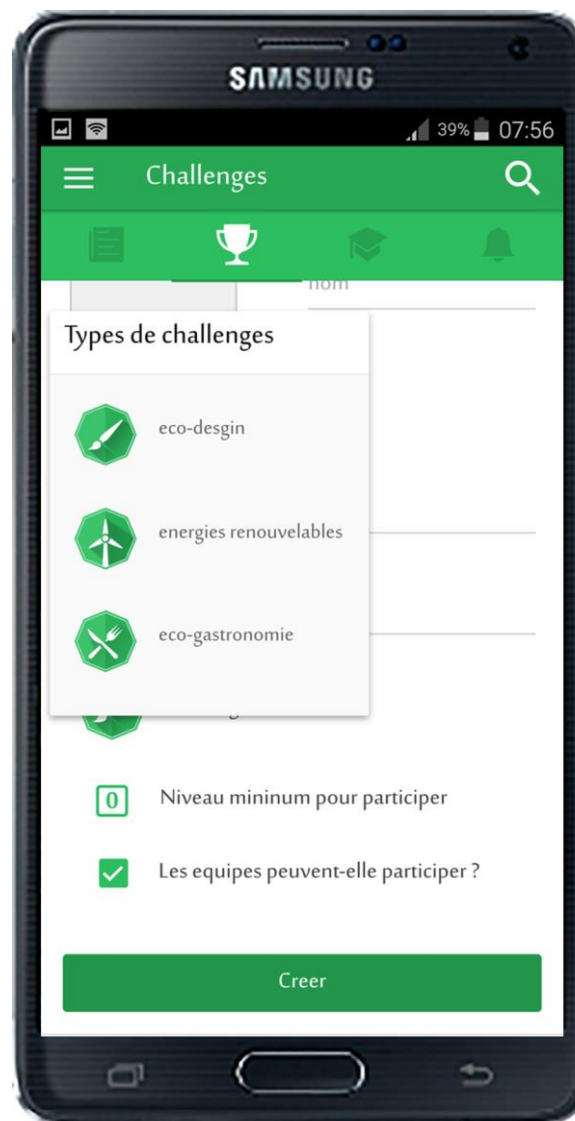 SAMSUNG
39% 07:56
Challenges
nom
Types de challenges
eco-desgin
energies renouvelables
eco-gastronomie
0 Niveau mininum pour participer
Les equipes peuvent-elle participer ?
Creer